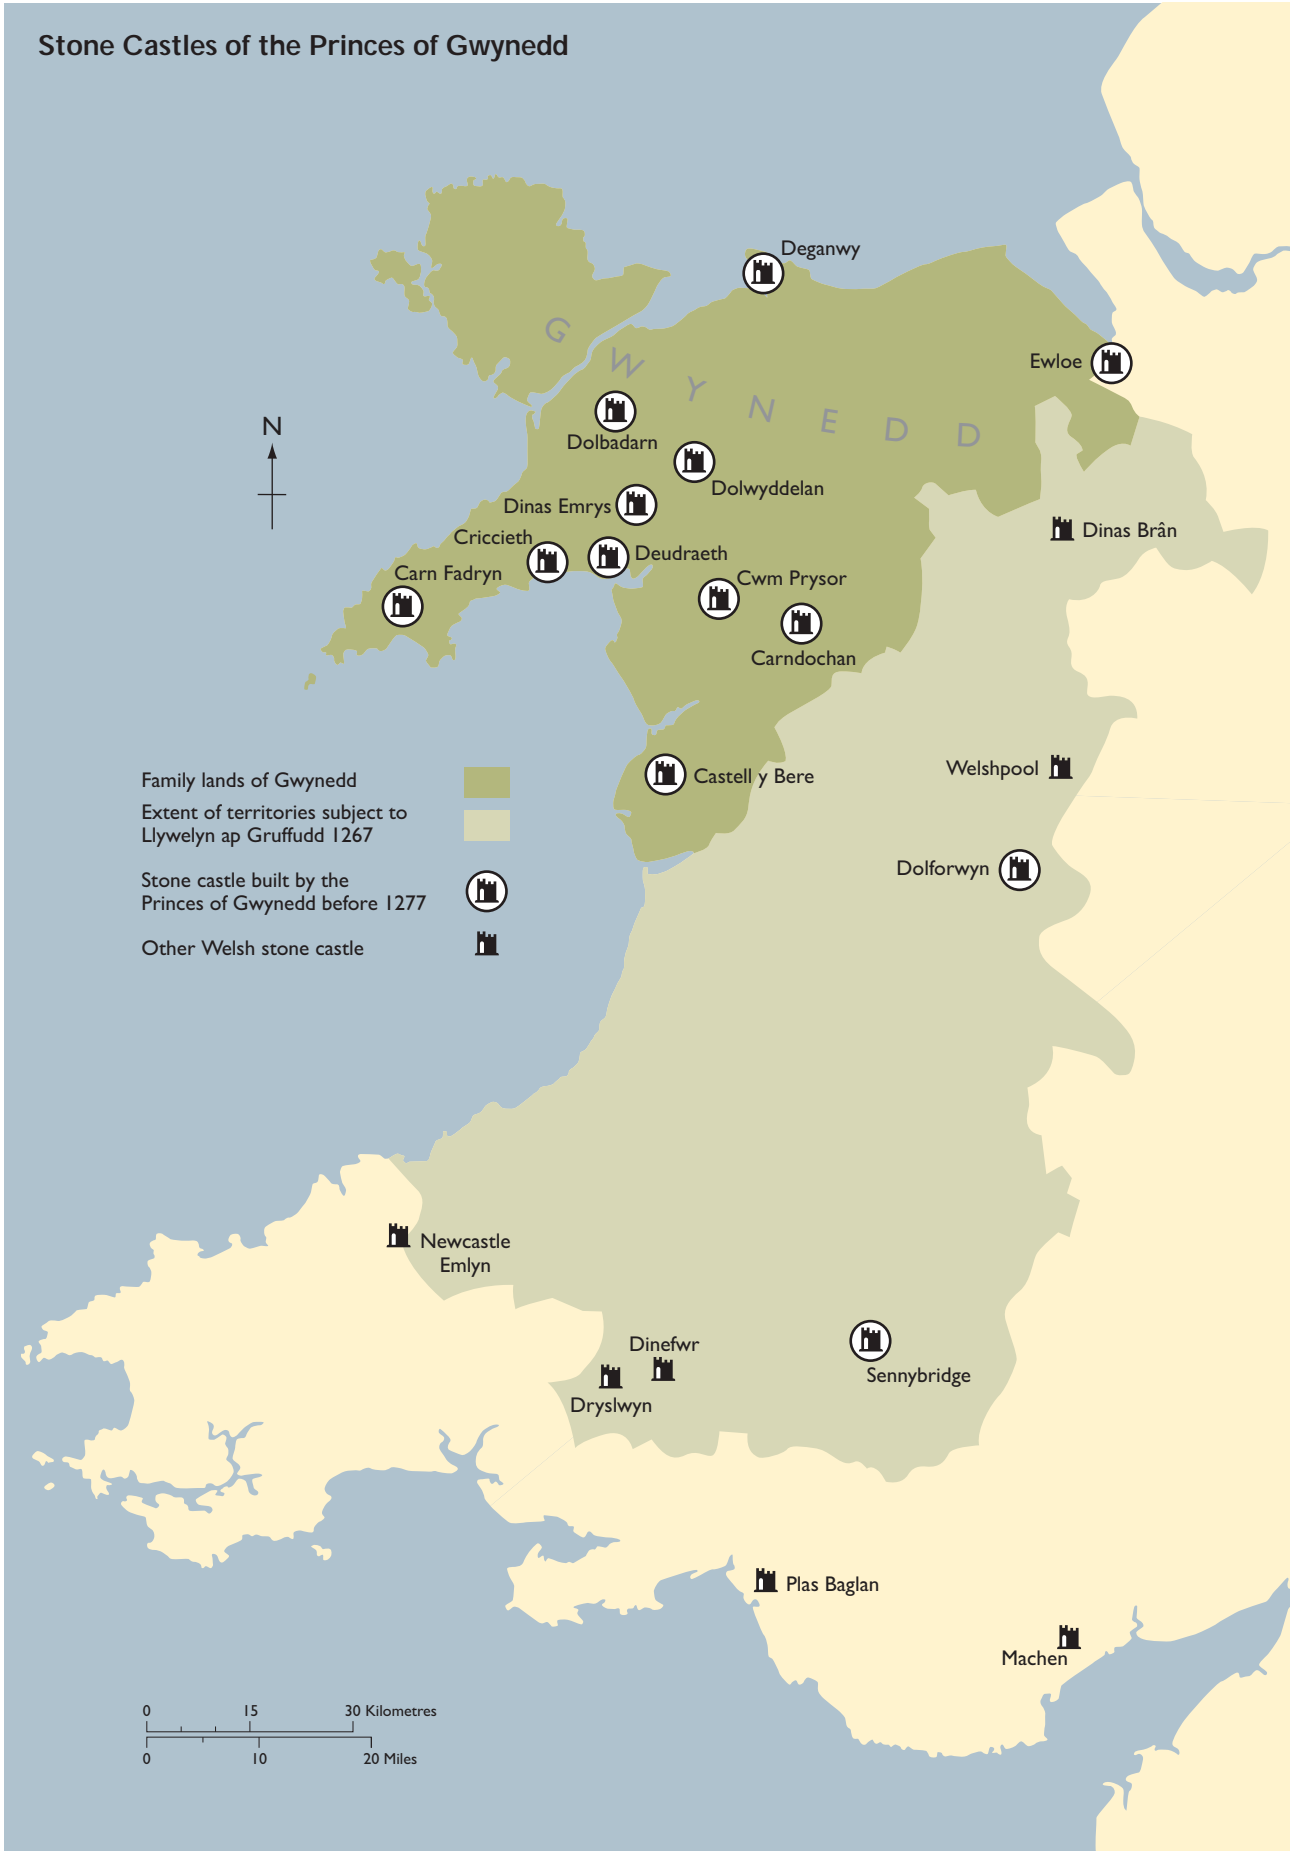 Stone Castles of the Princes of Gwynedd
Deganwy
GWYNEDD
Ewloe
Dolbadarn
N
Dolwyddelan
Dinas Emrys
Dinas Brân
Criccieth
Deudraeth
Carn Fadryn
Cwm Prysor
Carndochan
Welshpool
Castell y Bere
Family lands of Gwynedd
Extent of territories subject to
Llywelyn ap Gruffudd 1267
Dolforwyn
Stone castle built by the
Princes of Gwynedd before 1277
Other Welsh stone castle
Newcastle
Emlyn
Dinefwr
Sennybridge
Dryslwyn
Plas Baglan
Machen
0 15 30 Kilometres
0 10 20 Miles